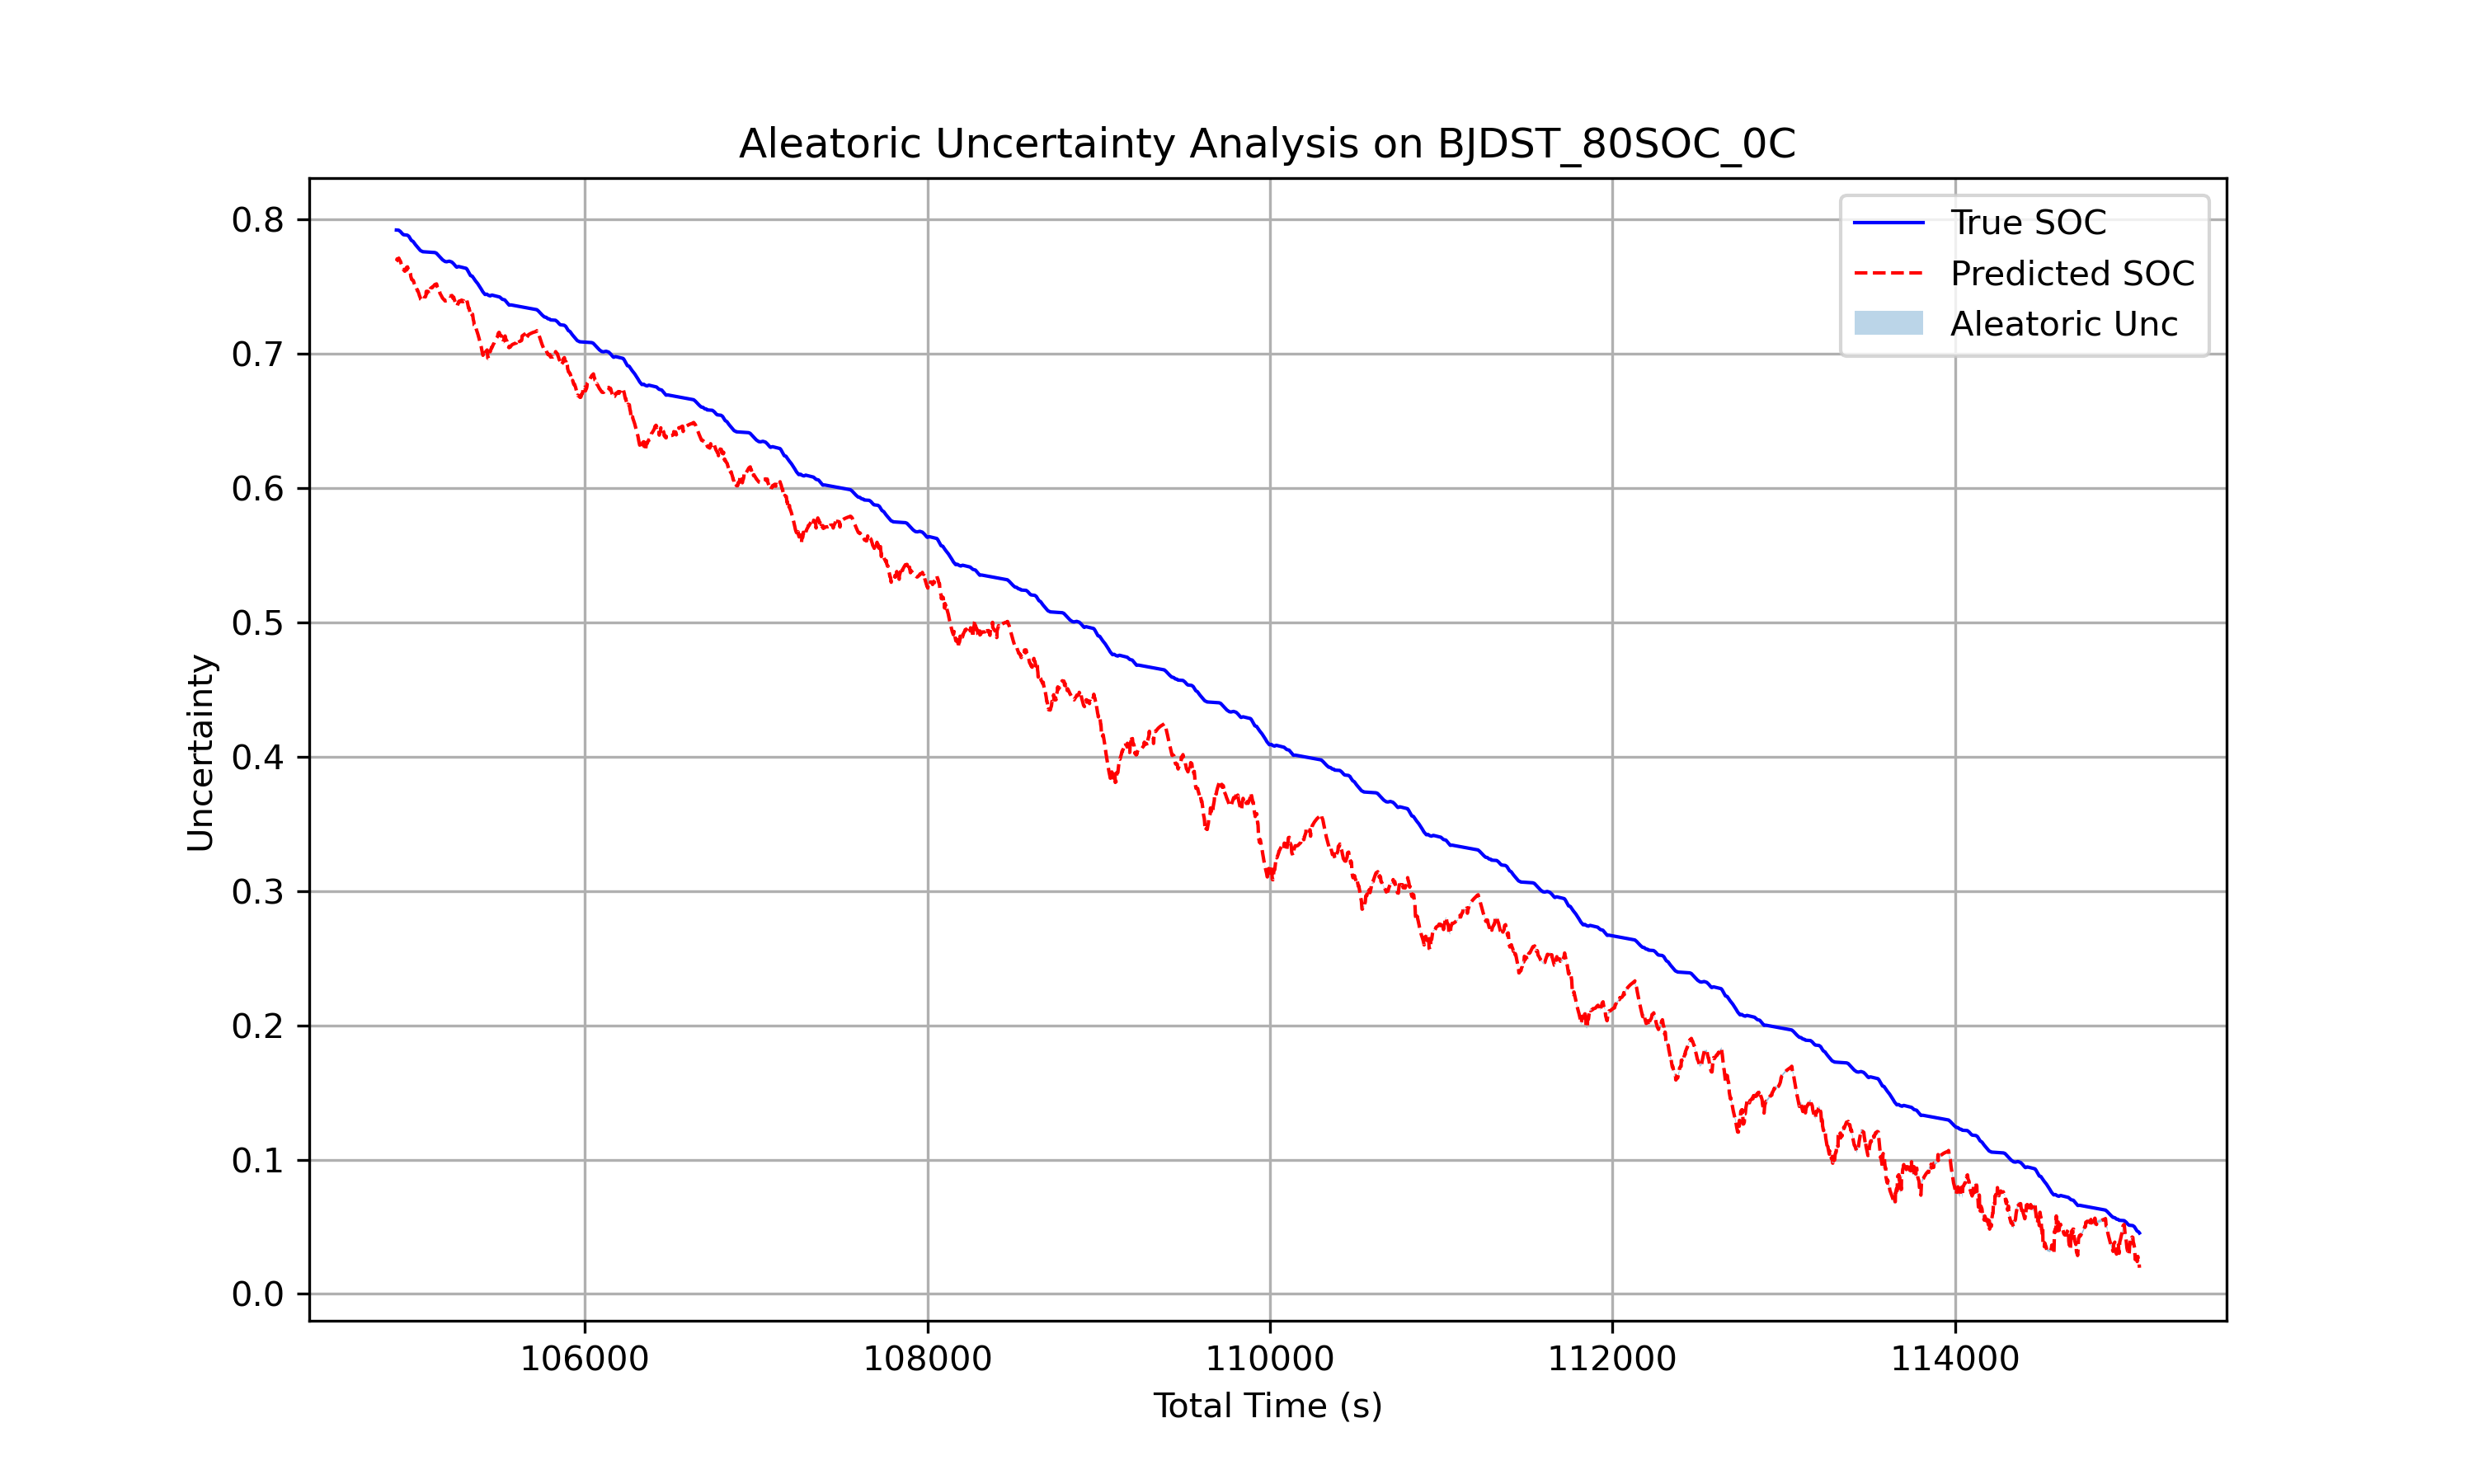 Aleatoric Uncertainty Analysis on BJDST_80SOC_0C
True SOC
Predicted SOC
Aleatoric Unc
0.8
0.7
0.6
0.5
0.4
0.3
0.2
0.1
0.0
Uncertainty
106000
108000
110000
112000
114000
Total Time (s)